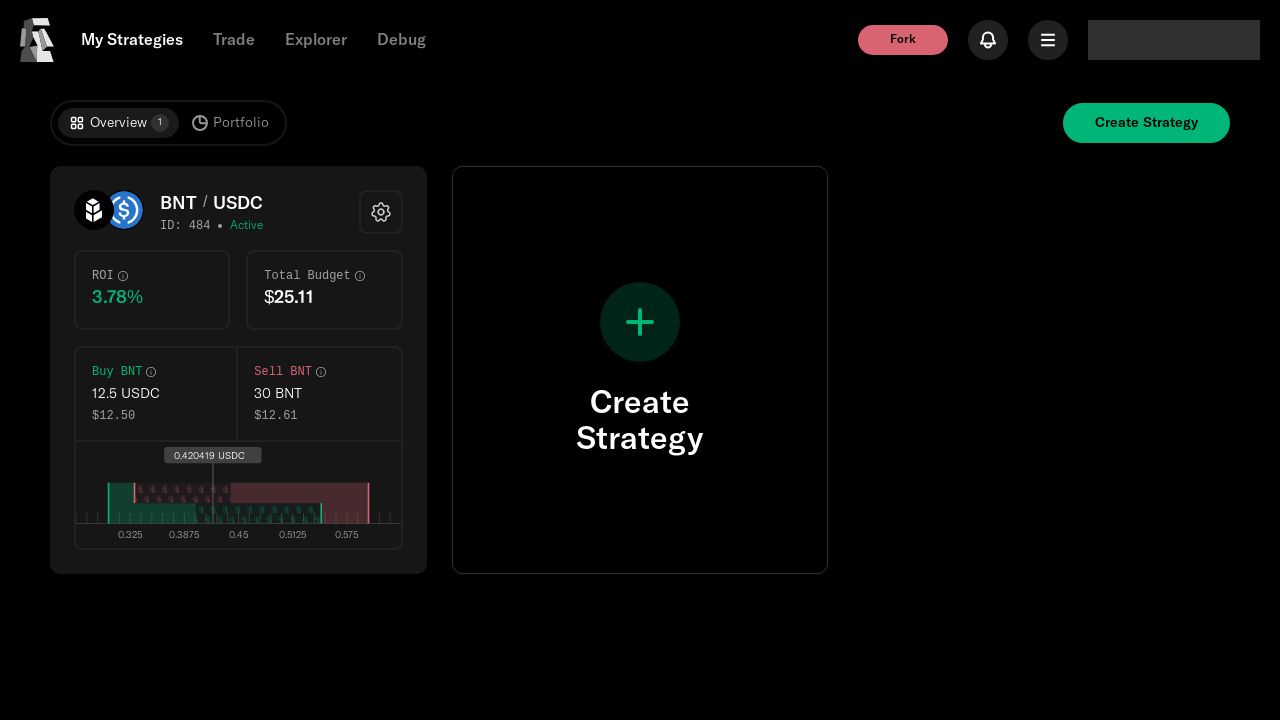 My Strategies Trade Explorer Debug Fork
Overview 1 Portfolio Create Strategy
BNT / USDC
ID: 484 • Active
ROI
3.78%
Total Budget
$25.11
Buy BNT
12.5 USDC
$12.50
Sell BNT
30 BNT
$12.61
0.420419 USDC
0.325 0.3875 0.45 0.5125 0.575
Create
Strategy